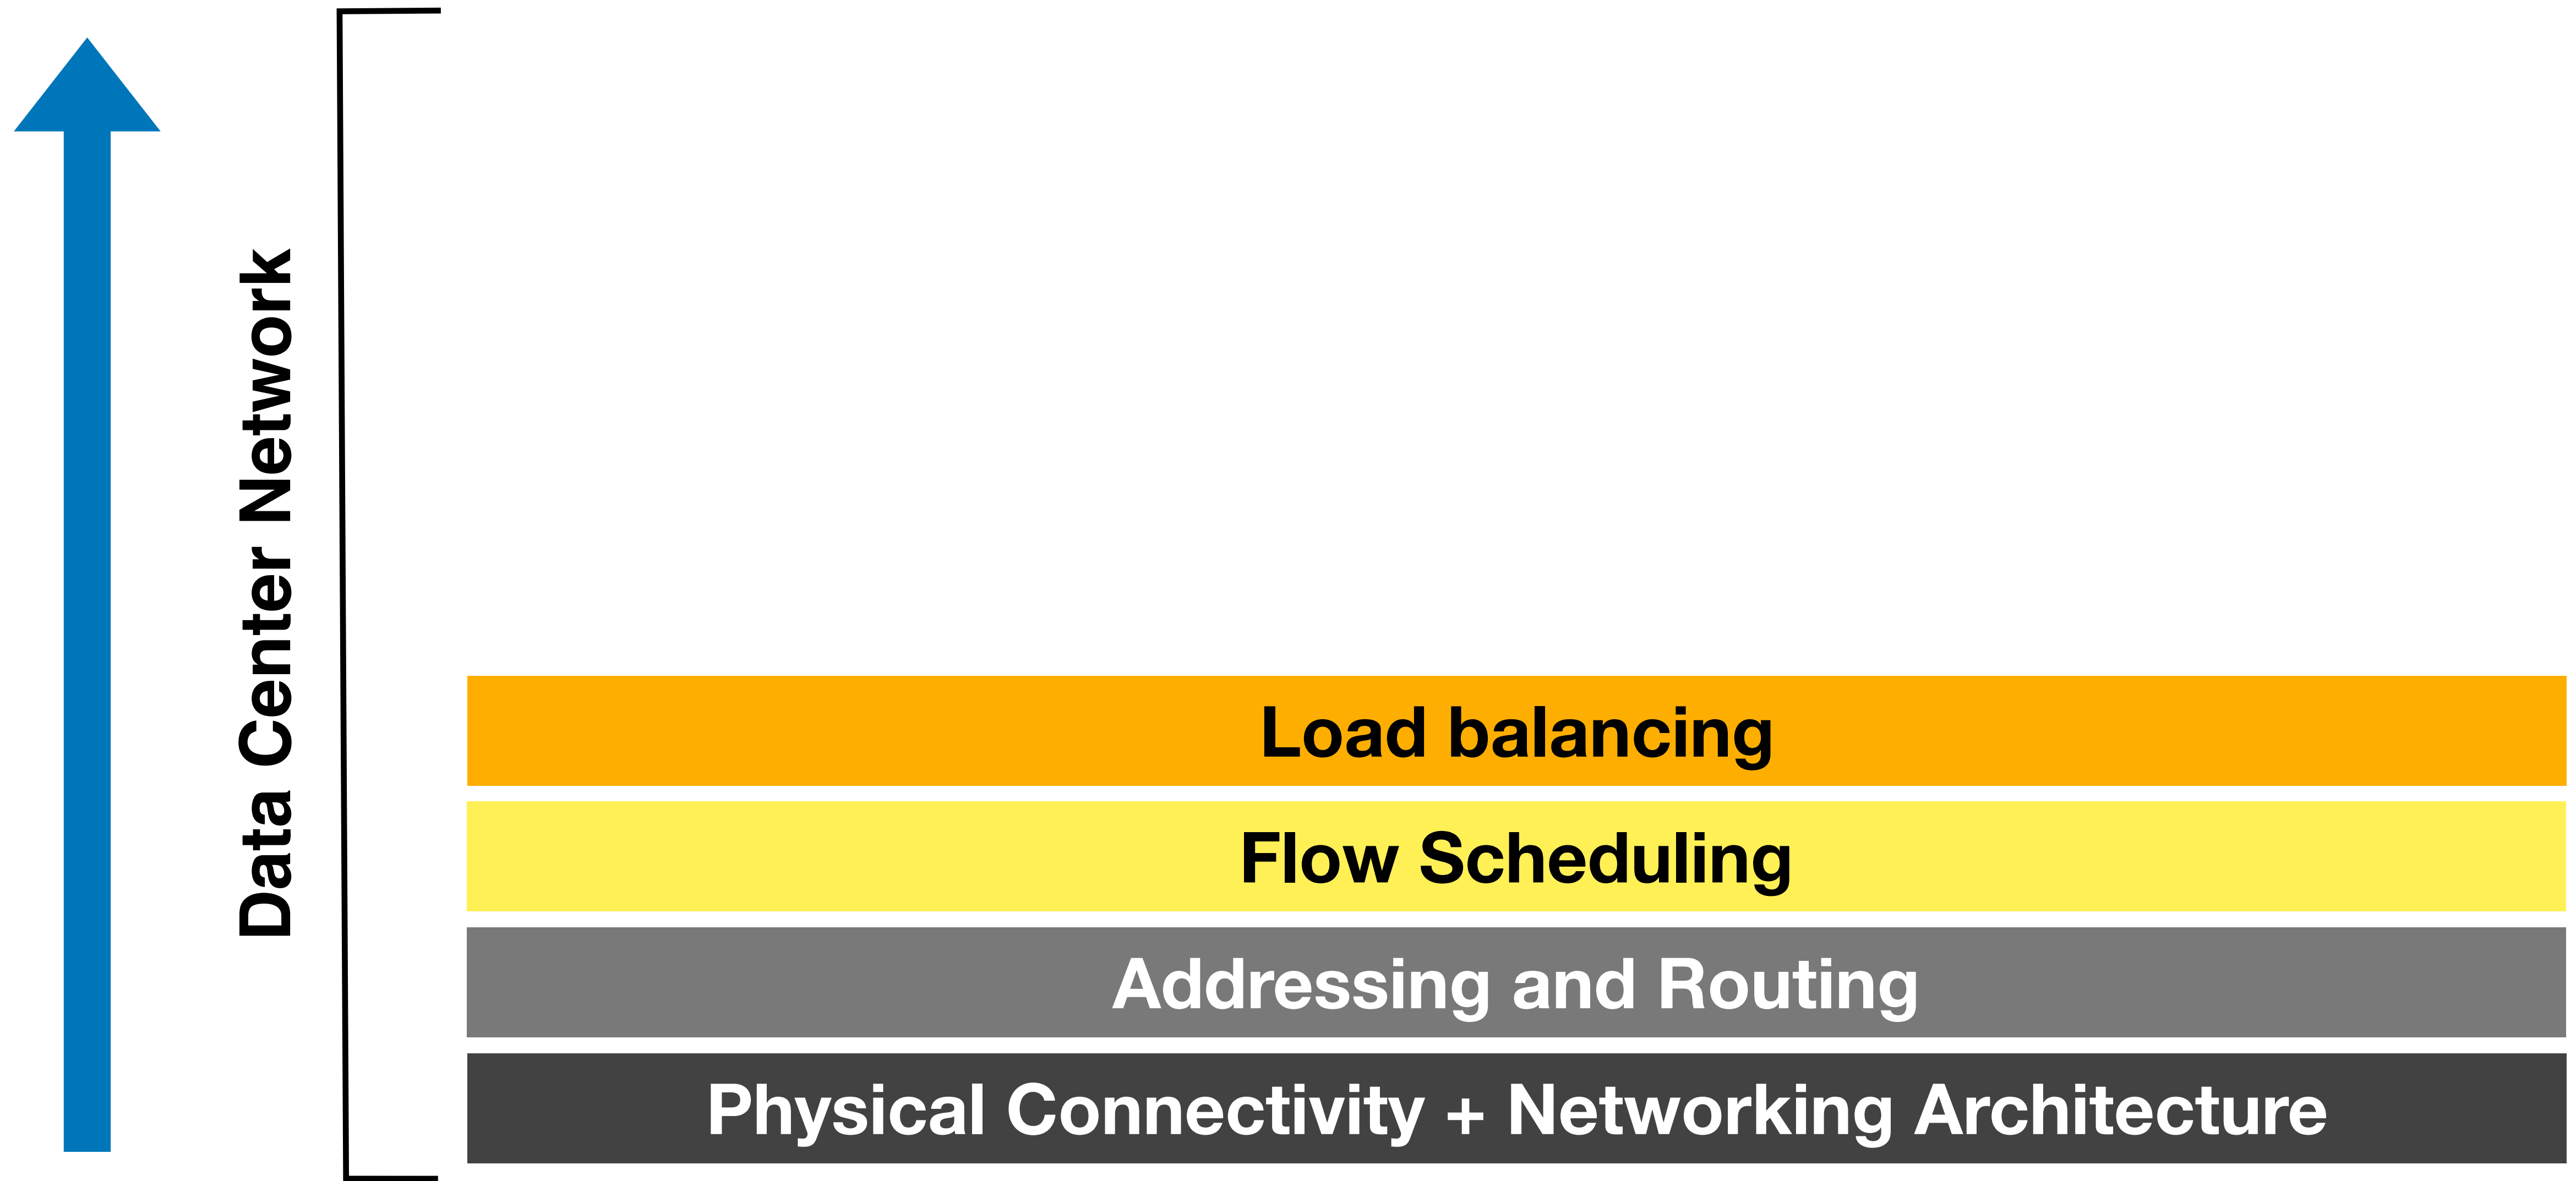 Data Center Network
Load balancing
Flow Scheduling
Addressing and Routing
Physical Connectivity + Networking Architecture